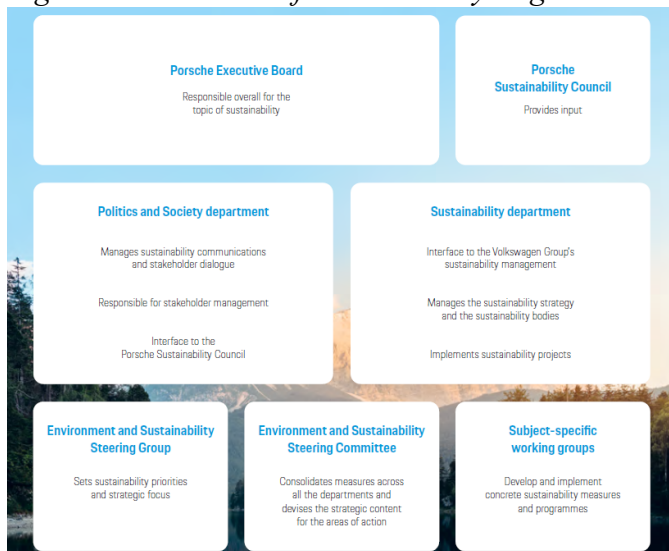 Porsche Executive Board
Responsible overall for the
topic of sustainability
Porsche
Sustainability Council
Provides input
Politics and Society department
Manages sustainability communications
and stakeholder dialogue
Responsible for stakeholder management
Interface to the
Porsche Sustainability Council
Sustainability department
Interface to the Volkswagen Group's
sustainability management
Manages the sustainability strategy
and the sustainability bodies
Implements sustainability projects
Environment and Sustainability
Steering Group
Sets sustainability priorities
and strategic focus
Environment and Sustainability
Steering Committee
Consolidates measures across
all the departments and
devises the strategic content
for the areas of action
Subject-specific
working groups
Develop and implement
concrete sustainability measures
and programmes